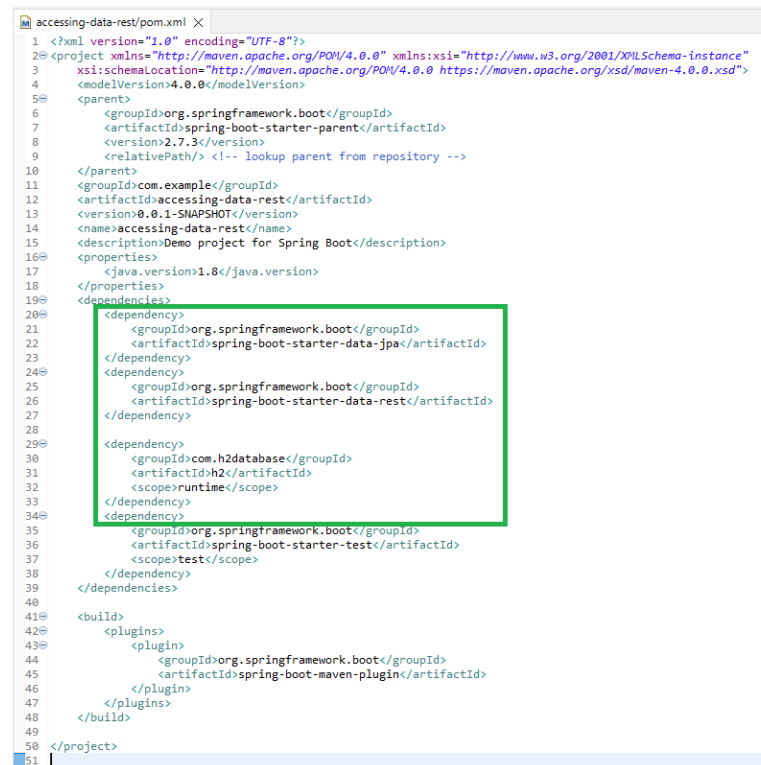 accessing-data-rest/pom.xml
1 <?xml version="1.0" encoding="UTF-8"?>
2 <project xmlns="http://maven.apache.org/POM/4.0.0" xmlns:xsi="http://www.w3.org/2001/XMLSchema-instance"
3     xsi:schemaLocation="http://maven.apache.org/POM/4.0.0 https://maven.apache.org/xsd/maven-4.0.0.xsd">
4     <modelVersion>4.0.0</modelVersion>
5     <parent>
6         <groupId>org.springframework.boot</groupId>
7         <artifactId>spring-boot-starter-parent</artifactId>
8         <version>2.7.3</version>
9         <relativePath/> <!-- lookup parent from repository -->
10     </parent>
11     <groupId>com.example</groupId>
12     <artifactId>accessing-data-rest</artifactId>
13     <version>0.0.1-SNAPSHOT</version>
14     <name>accessing-data-rest</name>
15     <description>Demo project for Spring Boot</description>
16     <properties>
17         <java.version>1.8</java.version>
18     </properties>
19     <dependencies>
20         <dependency>
21             <groupId>org.springframework.boot</groupId>
22             <artifactId>spring-boot-starter-data-jpa</artifactId>
23         </dependency>
24         <dependency>
25             <groupId>org.springframework.boot</groupId>
26             <artifactId>spring-boot-starter-data-rest</artifactId>
27         </dependency>
28
29         <dependency>
30             <groupId>com.h2database</groupId>
31             <artifactId>h2</artifactId>
32             <scope>runtime</scope>
33         </dependency>
34         <dependency>
35             <groupId>org.springframework.boot</groupId>
36             <artifactId>spring-boot-starter-test</artifactId>
37             <scope>test</scope>
38         </dependency>
39     </dependencies>
40
41     <build>
42         <plugins>
43             <plugin>
44                 <groupId>org.springframework.boot</groupId>
45                 <artifactId>spring-boot-maven-plugin</artifactId>
46             </plugin>
47         </plugins>
48     </build>
49
50 </project>
51